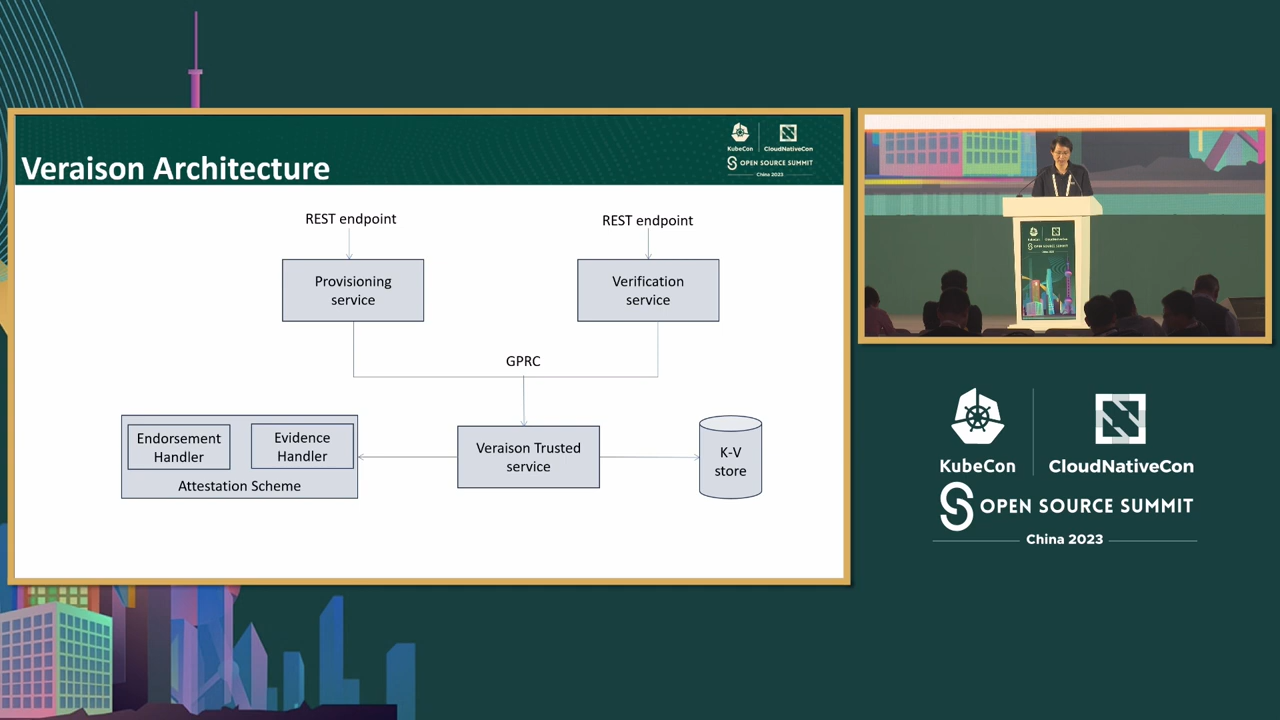 Veraison Architecture
KubeCon
CloudNativeCon
OPEN SOURCE SUMMIT
China 2023
REST endpoint
REST endpoint
Provisioning
service
Verification
service
GPRC
Endorsement
Handler
Evidence
Handler
Attestation Scheme
Veraison Trusted
service
K-V
store
KubeCon
CloudNativeCon
OPEN SOURCE SUMMIT
China 2023